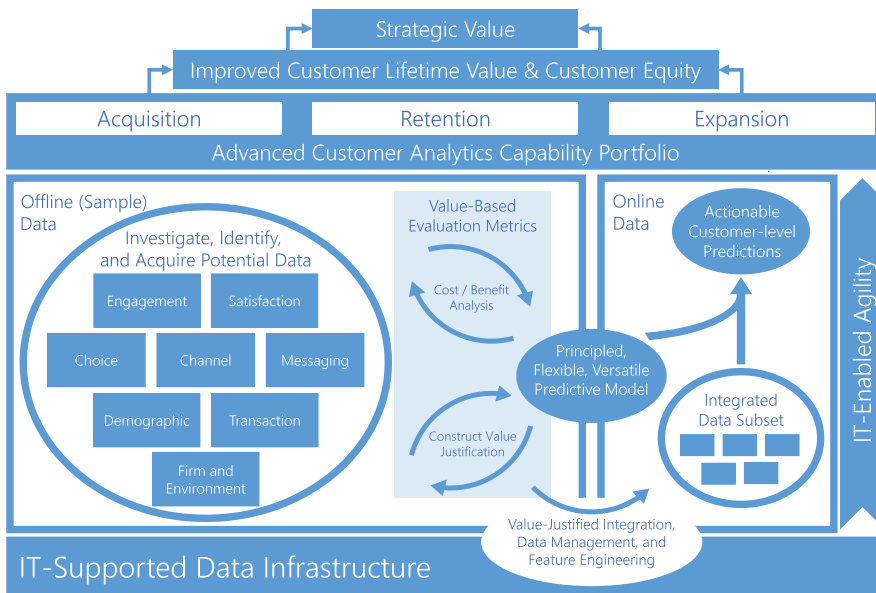 Strategic Value
Improved Customer Lifetime Value & Customer Equity
Acquisition
Retention
Expansion
Advanced Customer Analytics Capability Portfolio
Offline (Sample)
Data
Investigate, Identify,
and Acquire Potential Data
Engagement
Satisfaction
Choice
Channel
Messaging
Demographic
Transaction
Firm and
Environment
Value-Based
Evaluation Metrics
Cost / Benefit
Analysis
Construct Value
Justification
Principled,
Flexible, Versatile
Predictive Model
Online
Data
Actionable
Customer-level
Predictions
Integrated
Data Subset
Value-Justified Integration,
Data Management, and
Feature Engineering
IT-Enabled Agility
IT-Supported Data Infrastructure